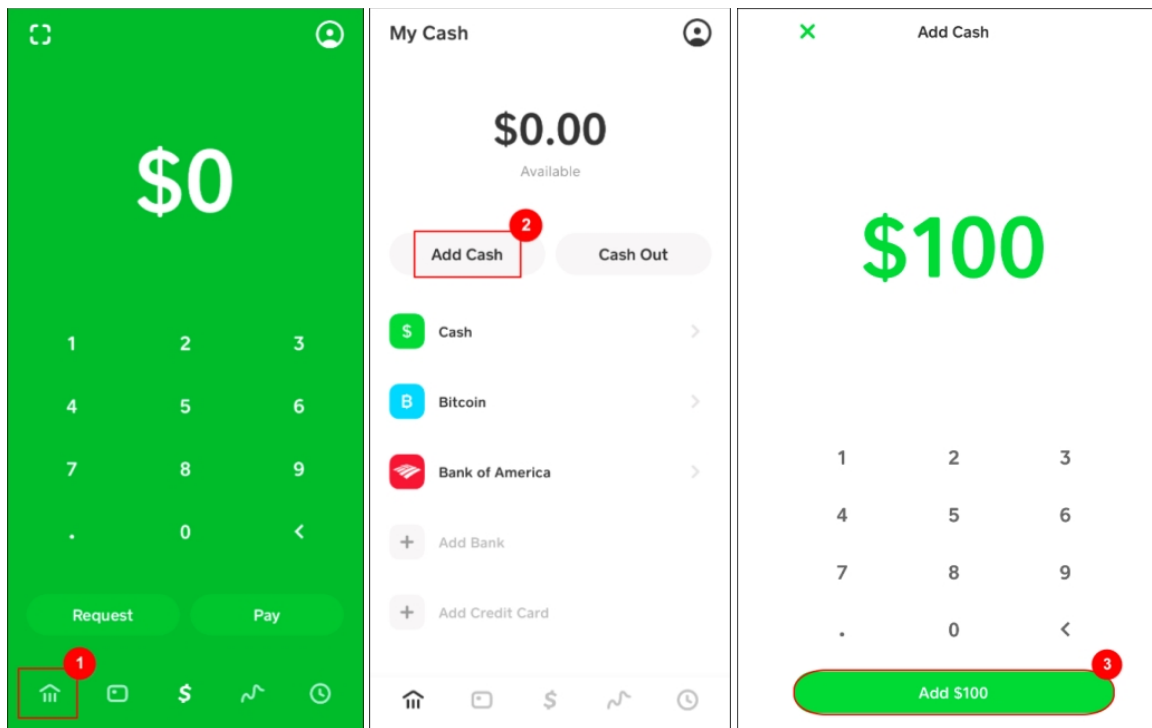 $0
1 2 3
4 5 6
7 8 9
. 0 <
Request Pay
1
$
My Cash
$0.00
Available
2
Add Cash Cash Out
$ Cash
B Bitcoin
Bank of America
+ Add Bank
+ Add Credit Card
$
Add Cash
$100
1 2 3
4 5 6
7 8 9
. 0 <
3
Add $100